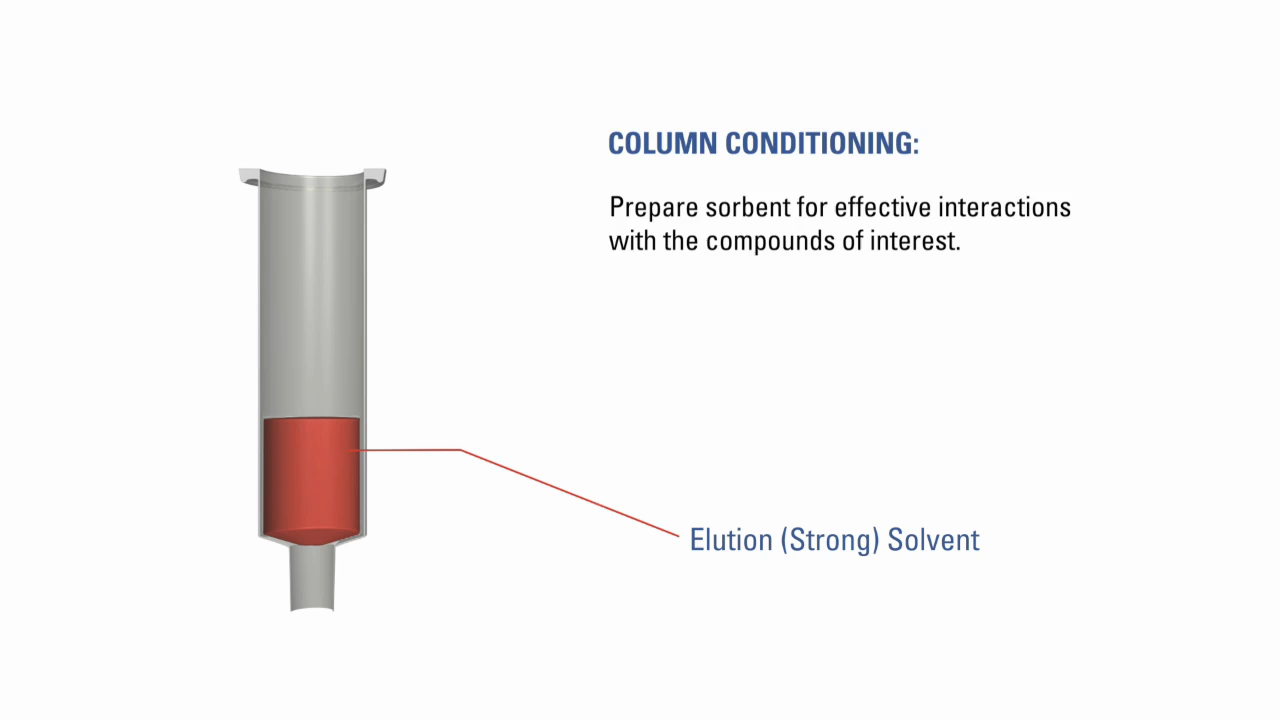 COLUMN CONDITIONING:
Prepare sorbent for effective interactions
with the compounds of interest.
Elution (Strong) Solvent